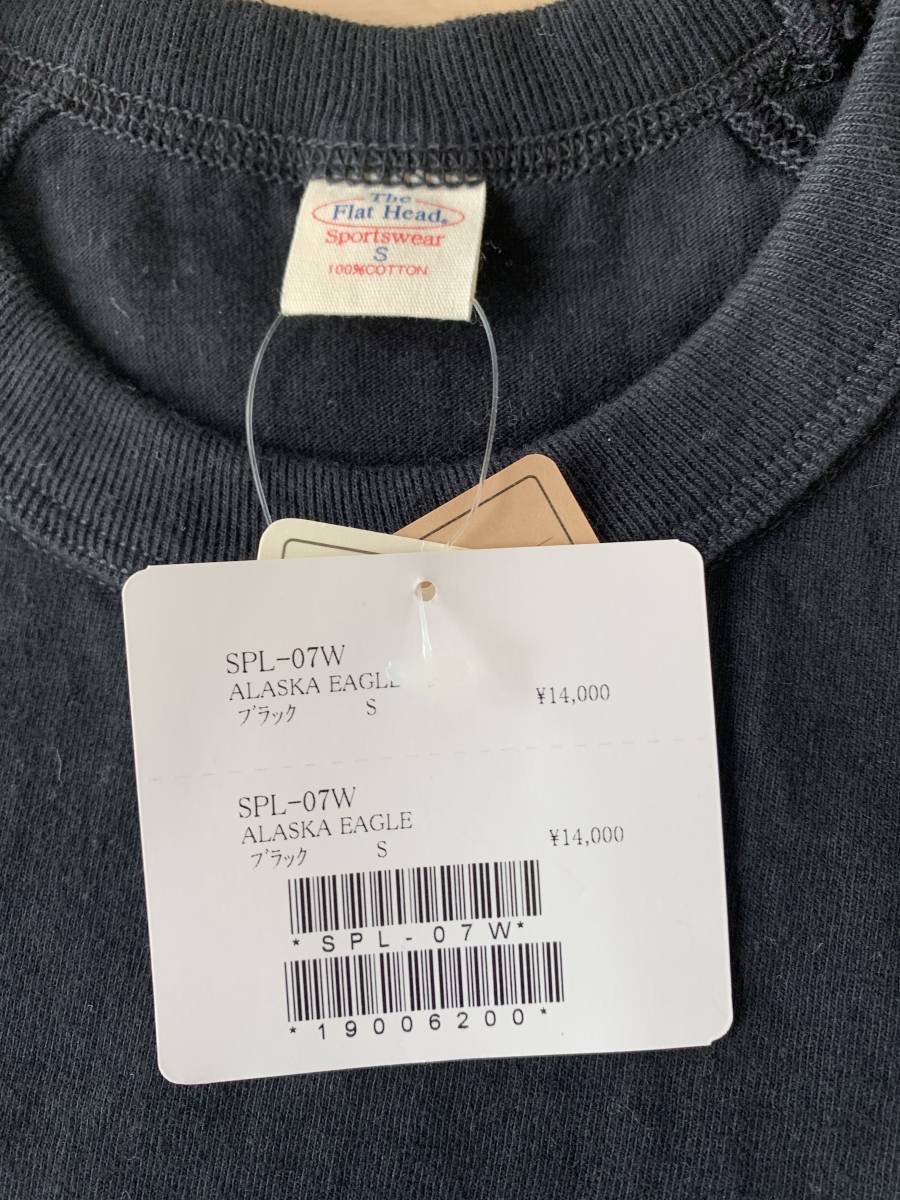 The
Flat Head®
Sportswear
S
100%COTTON
SPL-07W
ALASKA EAGLE
ブラック S ¥14,000
SPL-07W
ALASKA EAGLE
ブラック S ¥14,000
*SPL-07W*
*19006200*